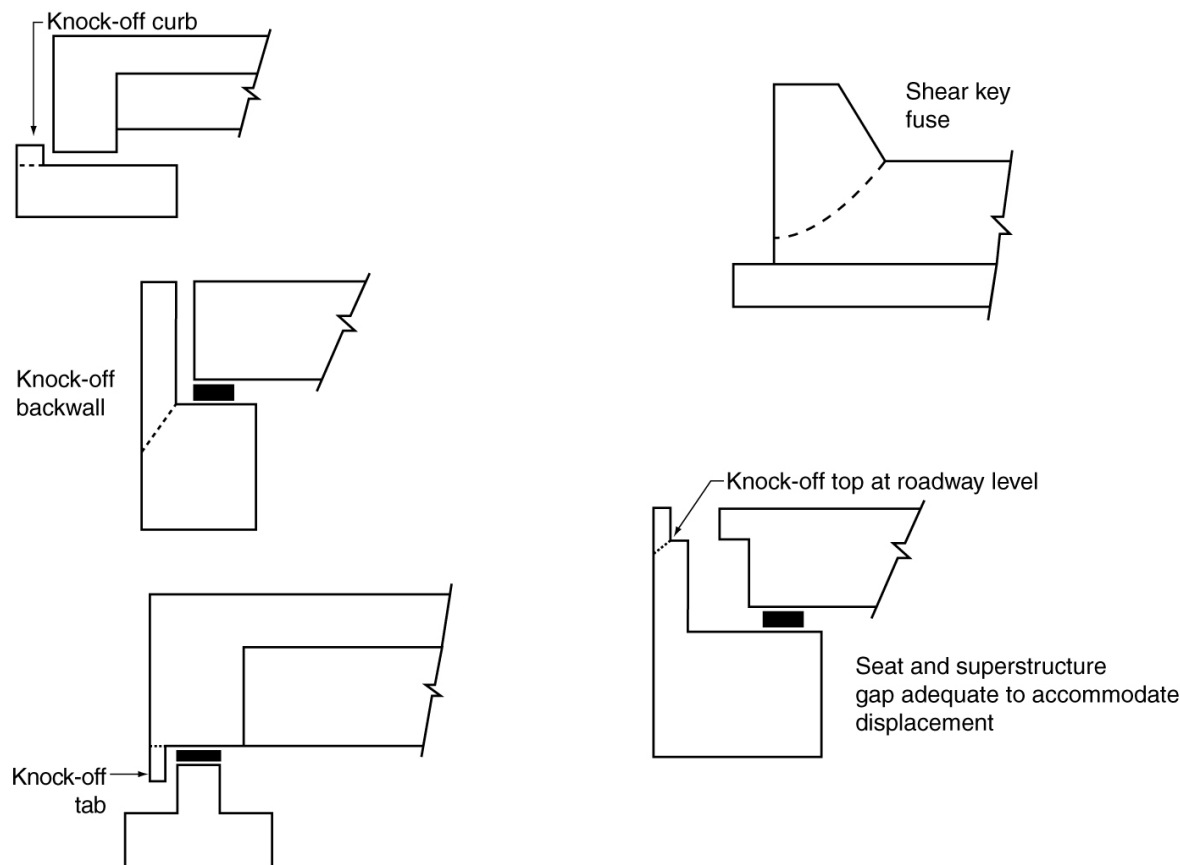 Knock-off curb
Knock-off
backwall
Knock-off
tab
Shear key
fuse
Knock-off top at roadway level
Seat and superstructure
gap adequate to accommodate
displacement